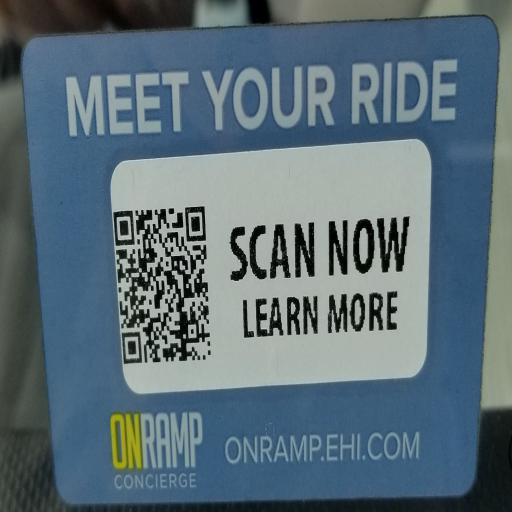 MEET YOUR RIDE
SCAN NOW
LEARN MORE
ONRAMP
CONCIERGE
ONRAMP.EHI.COM